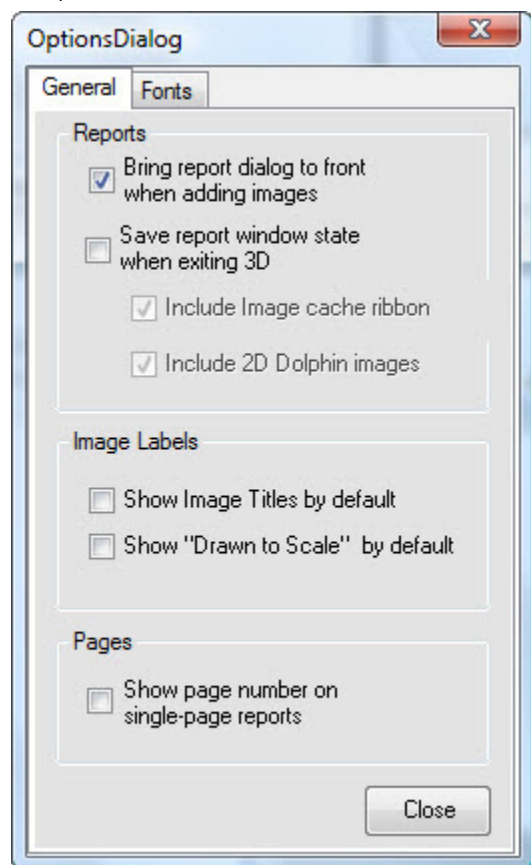 OptionsDialog
General Fonts
Reports
Bring report dialog to front
when adding images
Save report window state
when exiting 3D
Include Image cache ribbon
Include 2D Dolphin images
Image Labels
Show Image Titles by default
Show "Drawn to Scale" by default
Pages
Show page number on
single-page reports
Close